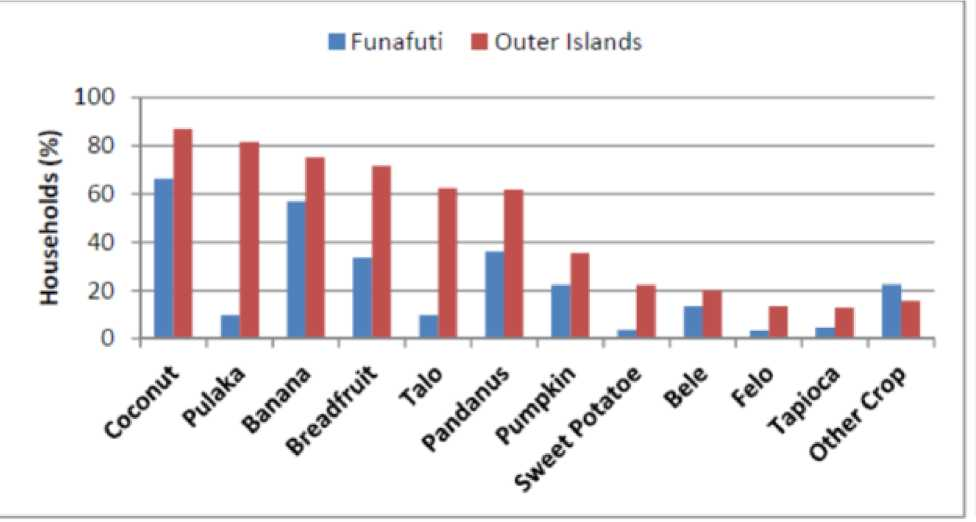 Funafuti Outer Islands
Households (%)
100
80
60
40
20
0
Coconut
Pulaka
Banana
Breadfruit
Talo
Pandanus
Pumpkin
Sweet Potatoe
Bele
Felo
Tapioca
Other Crop